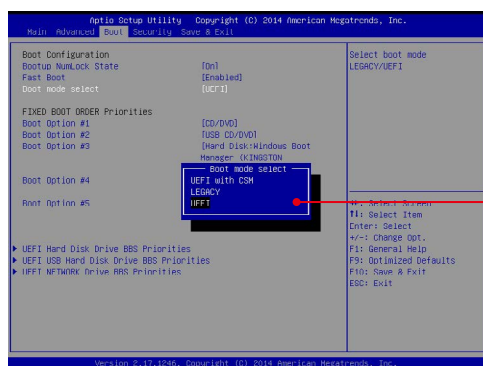 Aptio Setup Utility Copyright (C) 2014 American Megatrends, Inc.
Main Advanced Boot Security Save & Exit
Boot Configuration
Bootup NumLock State [On]
Fast Boot [Enabled]
Boot mode select [UEFI]
FIXED BOOT ORDER Priorities
Boot Option #1 [CD/DVD]
Boot Option #2 [USB CD/DVD]
Boot Option #3 [Hard Disk:Windows Boot
Manager (KINGSTON
Boot mode select
UEFI with CSM
LEGACY
UEFI
Boot Option #4
Boot Option #5
UEFI Hard Disk Drive BBS Priorities
UEFI USB Hard Disk Drive BBS Priorities
UEFI NETWORK Drive BBS Priorities
Select boot mode
LEGACY/UEFI
: Select Screen
↑↓: Select Item
Enter: Select
+/-: Change Opt.
F1: General Help
F9: Optimized Defaults
F10: Save & Exit
ESC: Exit
Version 2.17.1246. Copyright (C) 2014 American Megatrends, Inc.